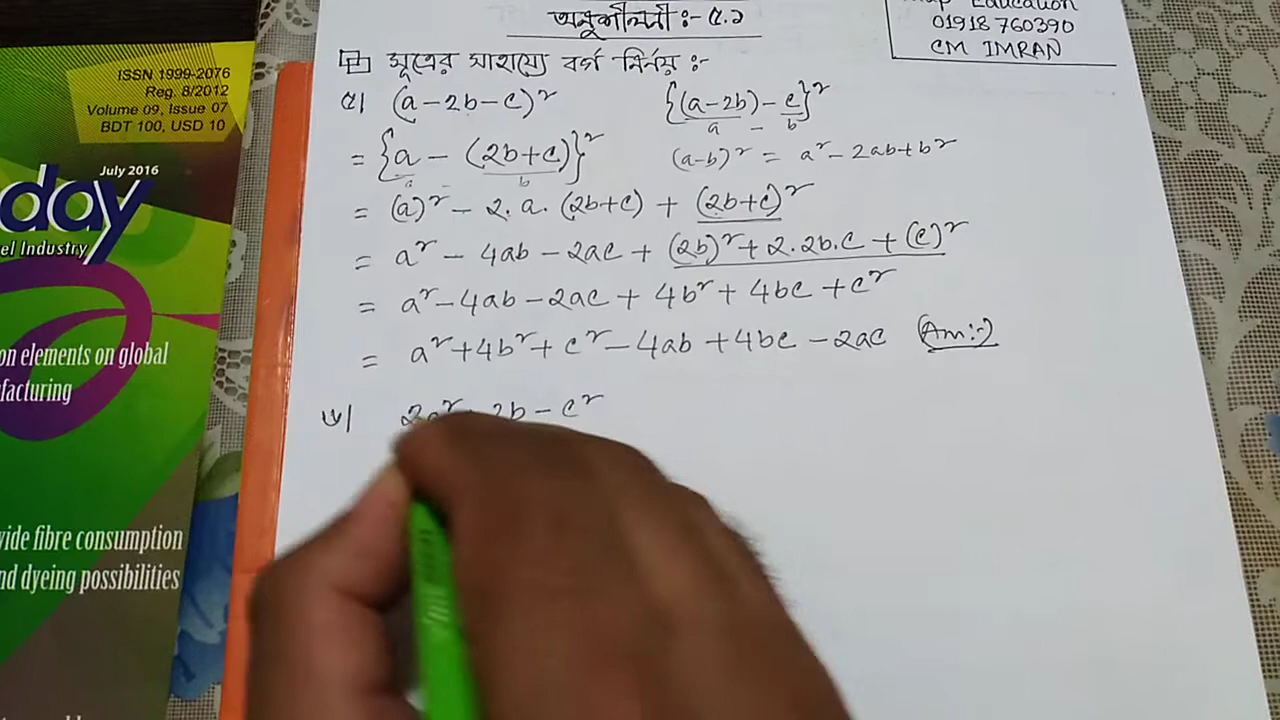 অনুশীলনী :- ৫.১
Education
01918 760390
CM IMRAN
সূত্রের সাহায্যে বর্গ নির্নয় :-
৫। (a-2b-c)²
{(a-2b)-c}²
a - b
= {a - (2b+c)}²
a - b
(a-b)² = a² - 2ab + b²
= (a)² - 2. a. (2b+c) + (2b+c)²
= a² - 4ab - 2ac + (2b)² + 2.2b.c + (c)²
= a² - 4ab - 2ac + 4b² + 4bc + c²
= a² + 4b² + c² - 4ab + 4bc - 2ac (Ans:-)
৬। 2b - c²
ISSN 1999-2076
Reg. 8/2012
Volume 09, Issue 07
BDT 100, USD 10
July 2016
day
el Industry
on elements on global
facturing
vide fibre consumption
nd dyeing possibilities